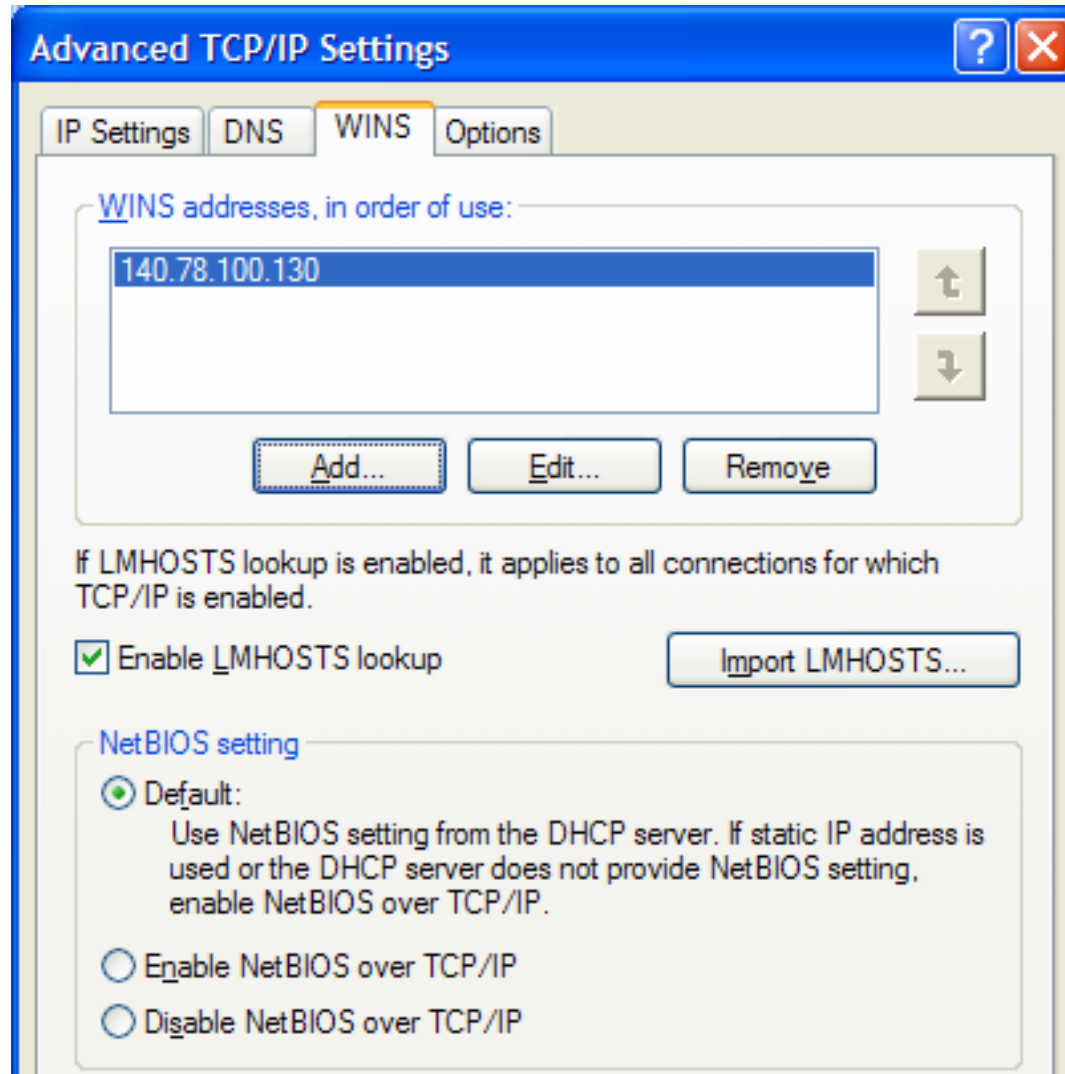 Advanced TCP/IP Settings
IP Settings DNS WINS Options
WINS addresses, in order of use:
140.78.100.130
Add... Edit... Remove
If LMHOSTS lookup is enabled, it applies to all connections for which
TCP/IP is enabled.
Enable LMHOSTS lookup Import LMHOSTS...
NetBIOS setting
Default:
Use NetBIOS setting from the DHCP server. If static IP address is
used or the DHCP server does not provide NetBIOS setting,
enable NetBIOS over TCP/IP.
Enable NetBIOS over TCP/IP
Disable NetBIOS over TCP/IP